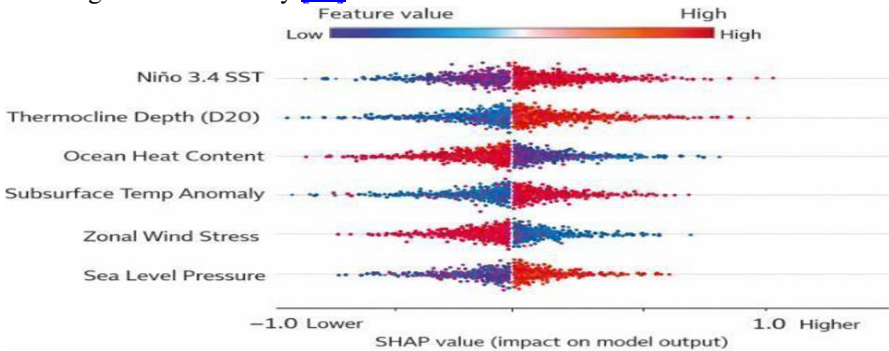 Feature value High
Low High
Niño 3.4 SST
Thermocline Depth (D20)
Ocean Heat Content
Subsurface Temp Anomaly
Zonal Wind Stress
Sea Level Pressure
−1.0 Lower 1.0 Higher
SHAP value (impact on model output)